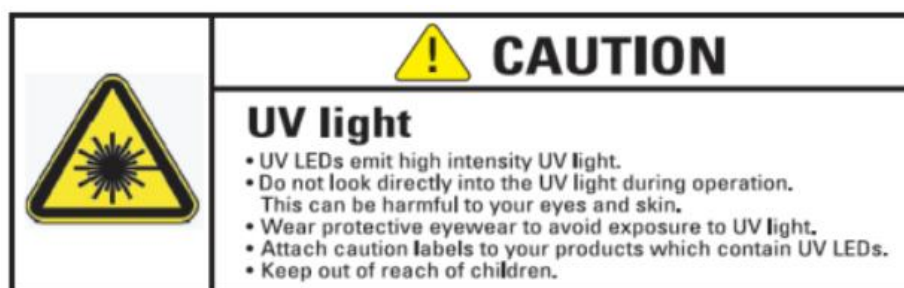 ! CAUTION
UV light
• UV LEDs emit high intensity UV light.
• Do not look directly into the UV light during operation.
This can be harmful to your eyes and skin.
• Wear protective eyewear to avoid exposure to UV light.
• Attach caution labels to your products which contain UV LEDs.
• Keep out of reach of children.